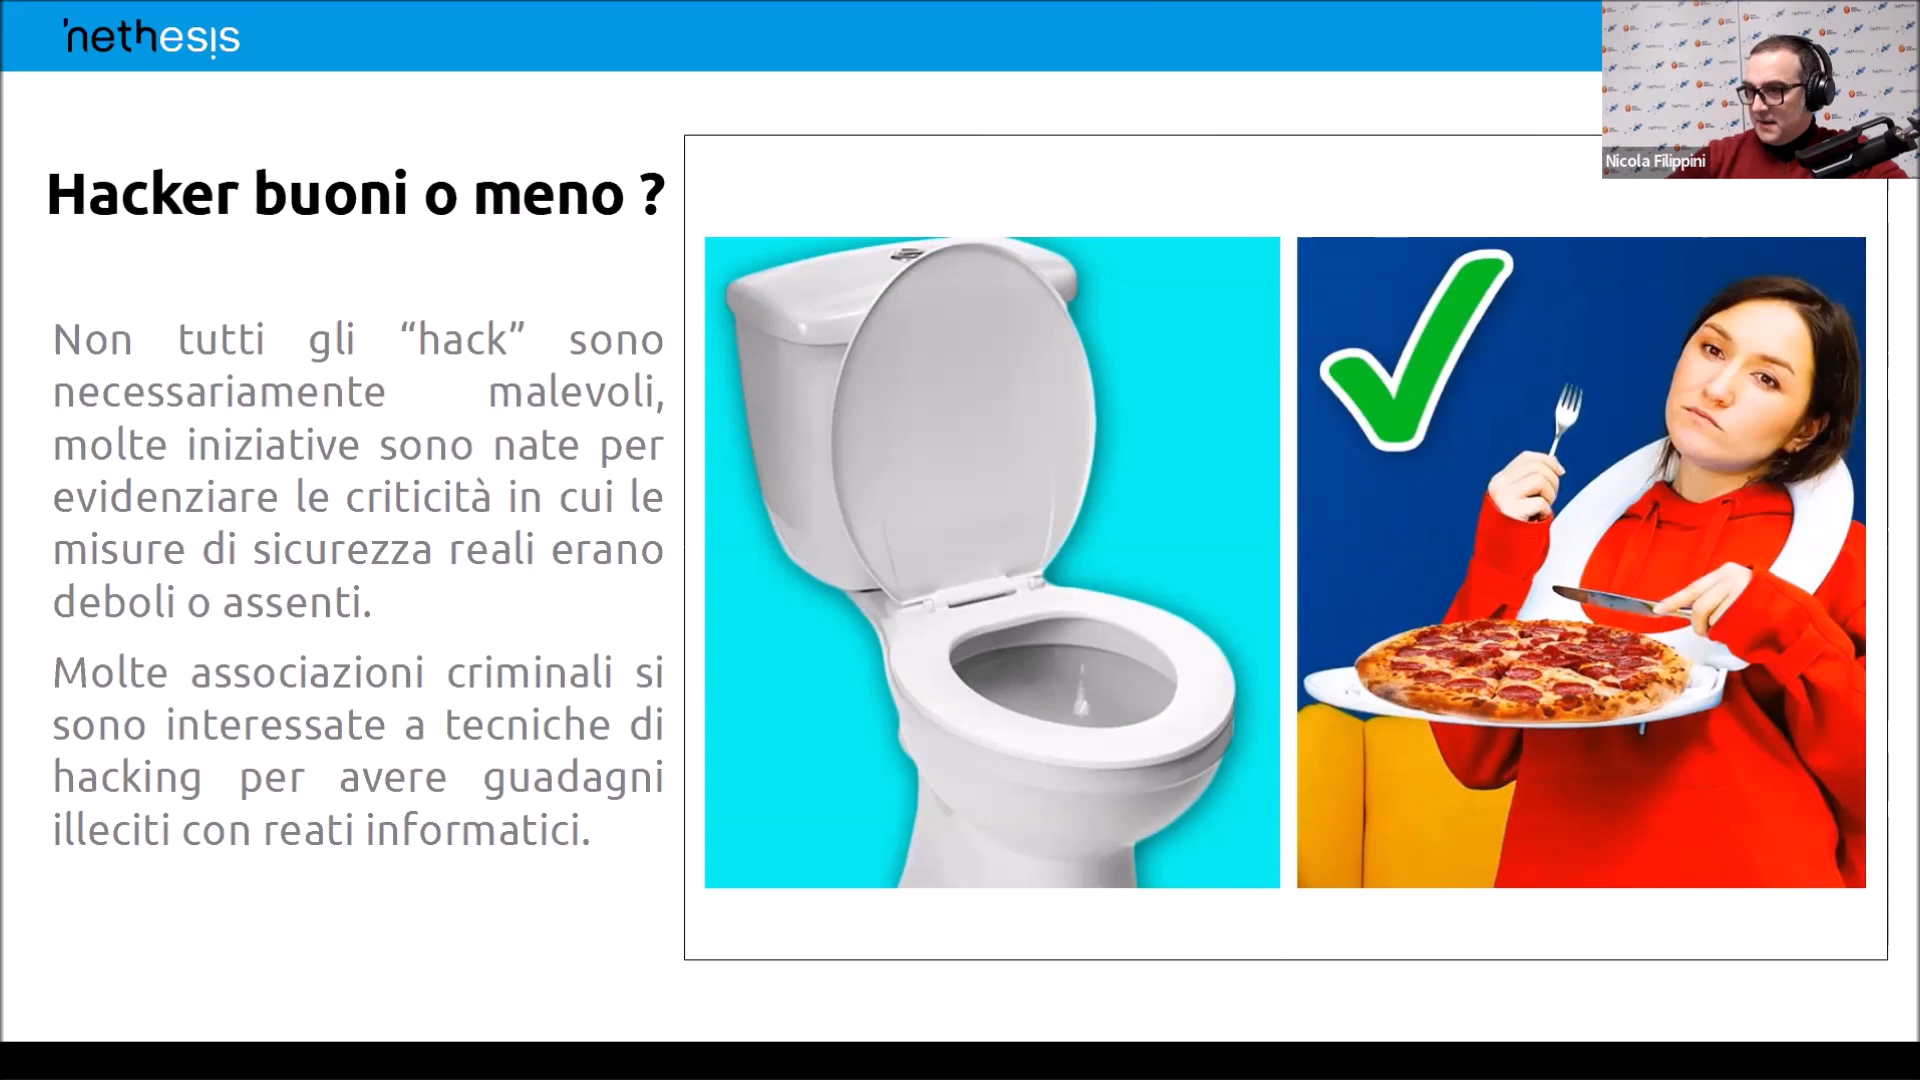 nethesis
Nicola Filippini
Hacker buoni o meno ?
Non tutti gli “hack” sono
necessariamente malevoli,
molte iniziative sono nate per
evidenziare le criticità in cui le
misure di sicurezza reali erano
deboli o assenti.
Molte associazioni criminali si
sono interessate a tecniche di
hacking per avere guadagni
illeciti con reati informatici.